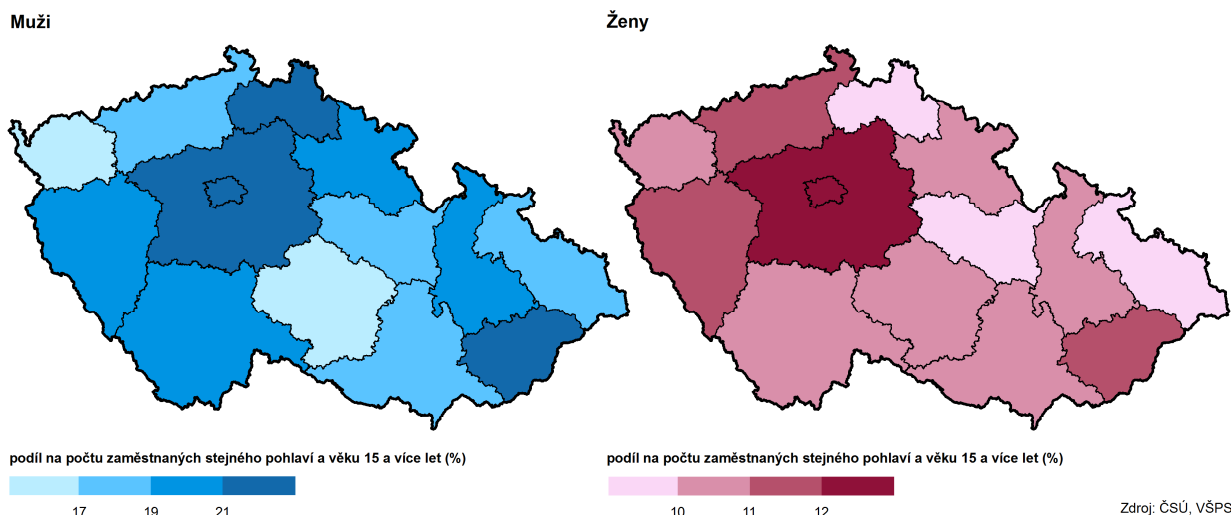 Muži
Ženy
podíl na počtu zaměstnaných stejného pohlaví a věku 15 a více let (%)
17 19 21
podíl na počtu zaměstnaných stejného pohlaví a věku 15 a více let (%)
10 11 12
Zdroj: ČSÚ, VŠPS